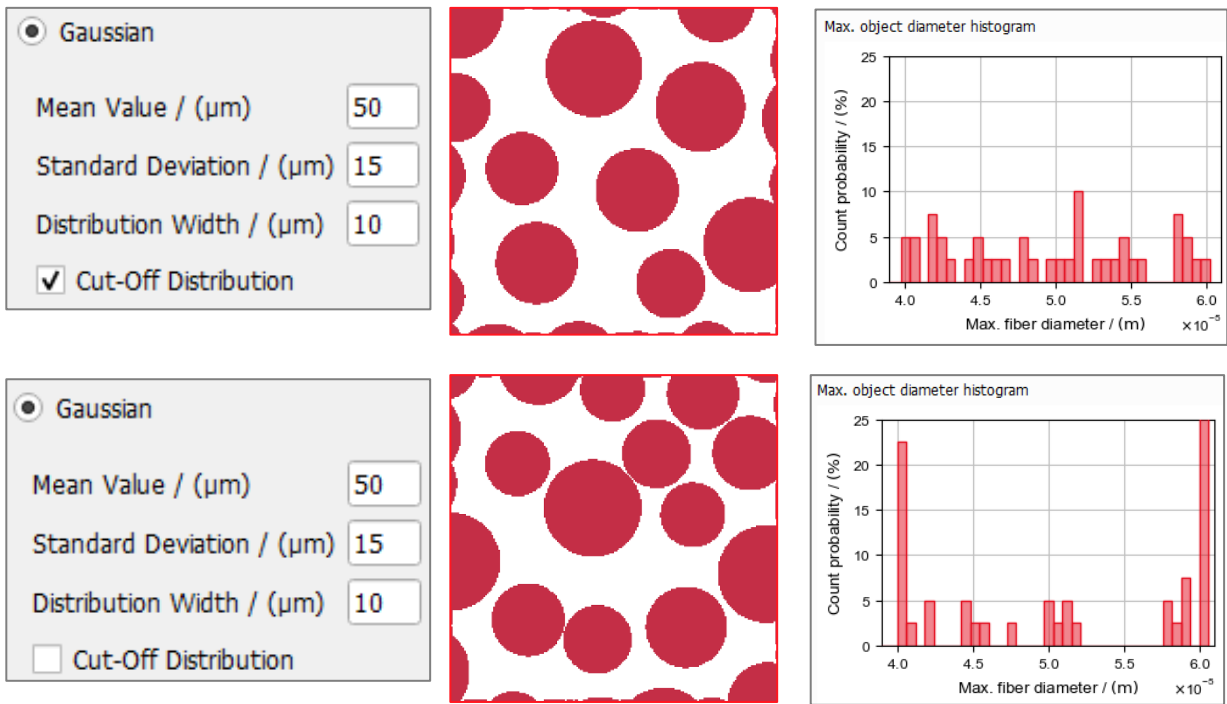 Gaussian
Mean Value / (µm) 50
Standard Deviation / (µm) 15
Distribution Width / (µm) 10
Cut-Off Distribution
Max. object diameter histogram
Count probability / (%)
25
20
15
10
5
0
4.0 4.5 5.0 5.5 6.0
Max. fiber diameter / (m) ×10⁻⁵
Gaussian
Mean Value / (µm) 50
Standard Deviation / (µm) 15
Distribution Width / (µm) 10
Cut-Off Distribution
Max. object diameter histogram
Count probability / (%)
25
20
15
10
5
0
4.0 4.5 5.0 5.5 6.0
Max. fiber diameter / (m) ×10⁻⁵